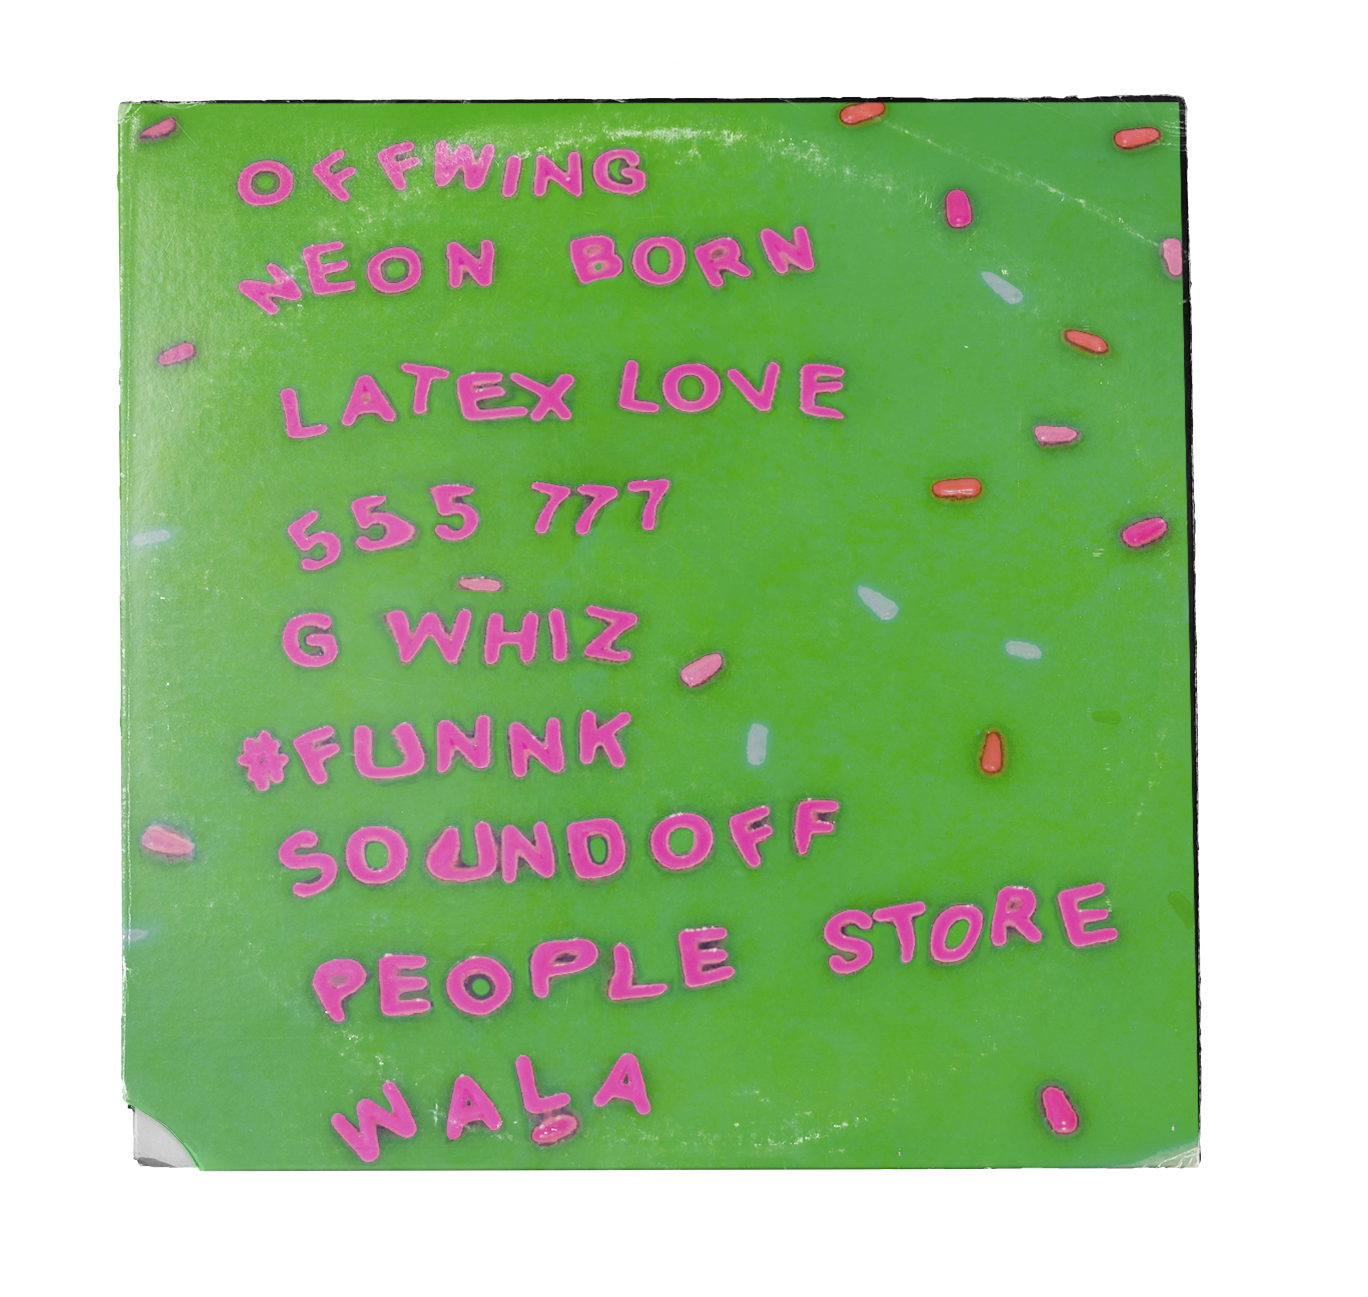 OFFWING
NEON BORN
LATEX LOVE
555 777
G WHIZ
#FUNNK
SOUNDOFF
PEOPLE STORE
WALA